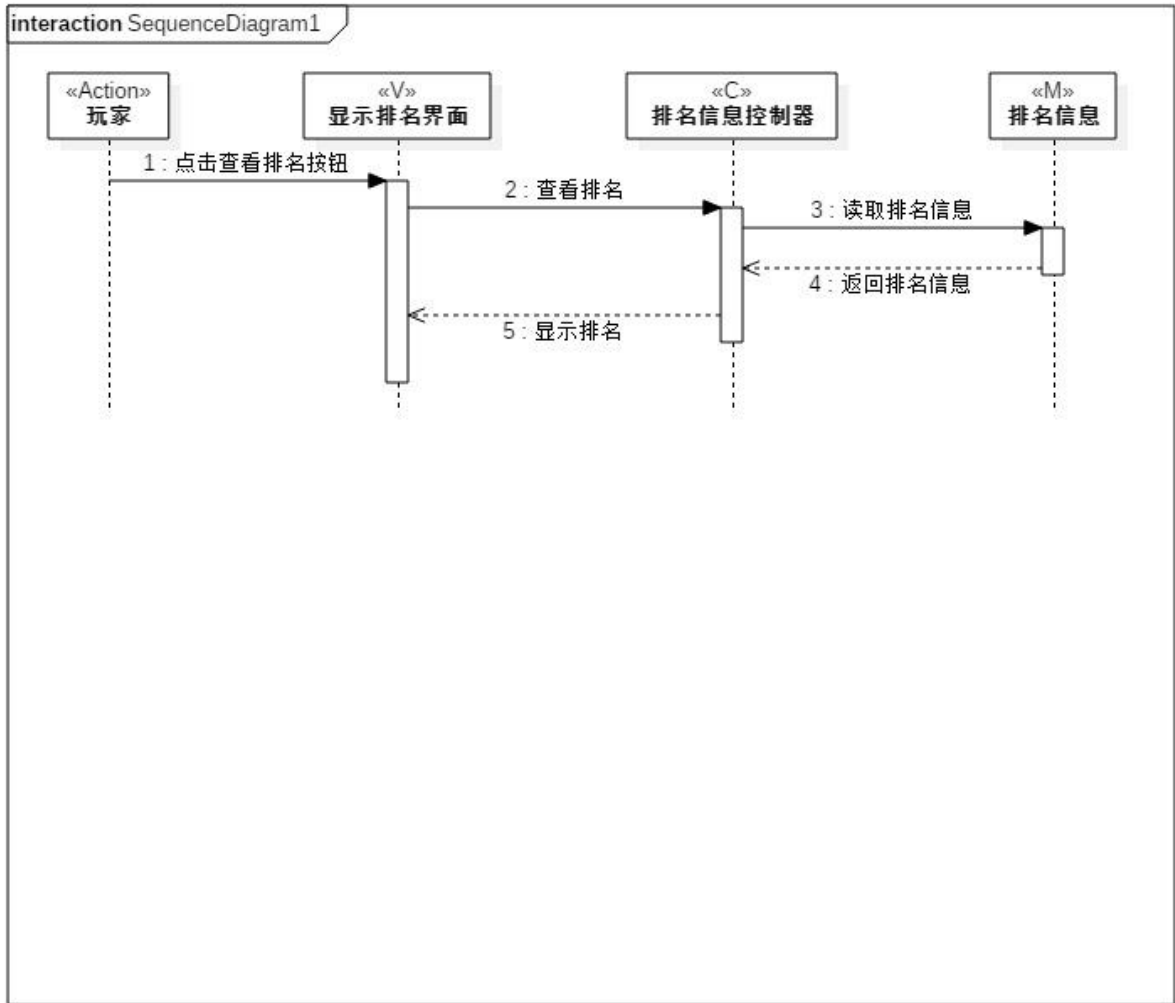 interaction SequenceDiagram1
«Action»
玩家
«V»
显示排名界面
«C»
排名信息控制器
«M»
排名信息
1 : 点击查看排名按钮
2 : 查看排名
3 : 读取排名信息
4 : 返回排名信息
5 : 显示排名